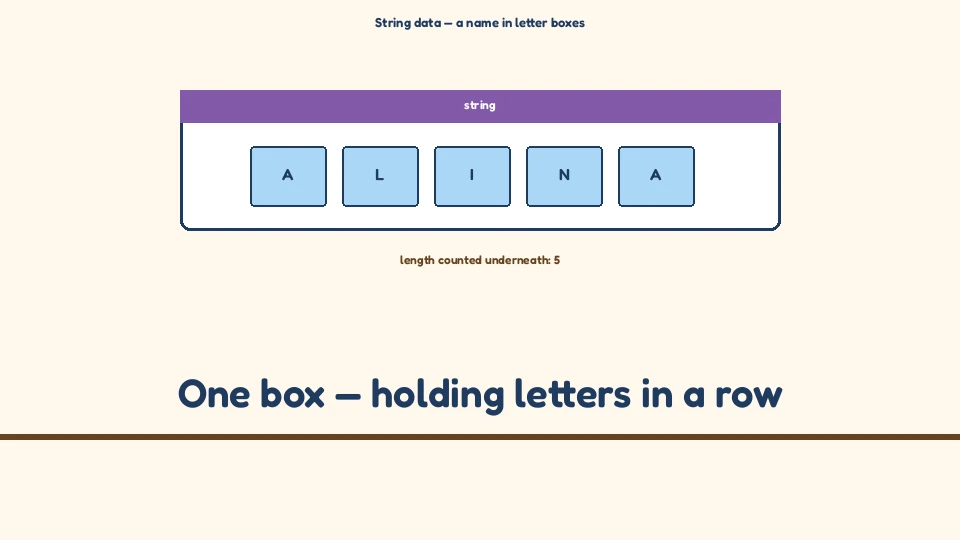 String data — a name in letter boxes
string
A L I N A
length counted underneath: 5
One box — holding letters in a row